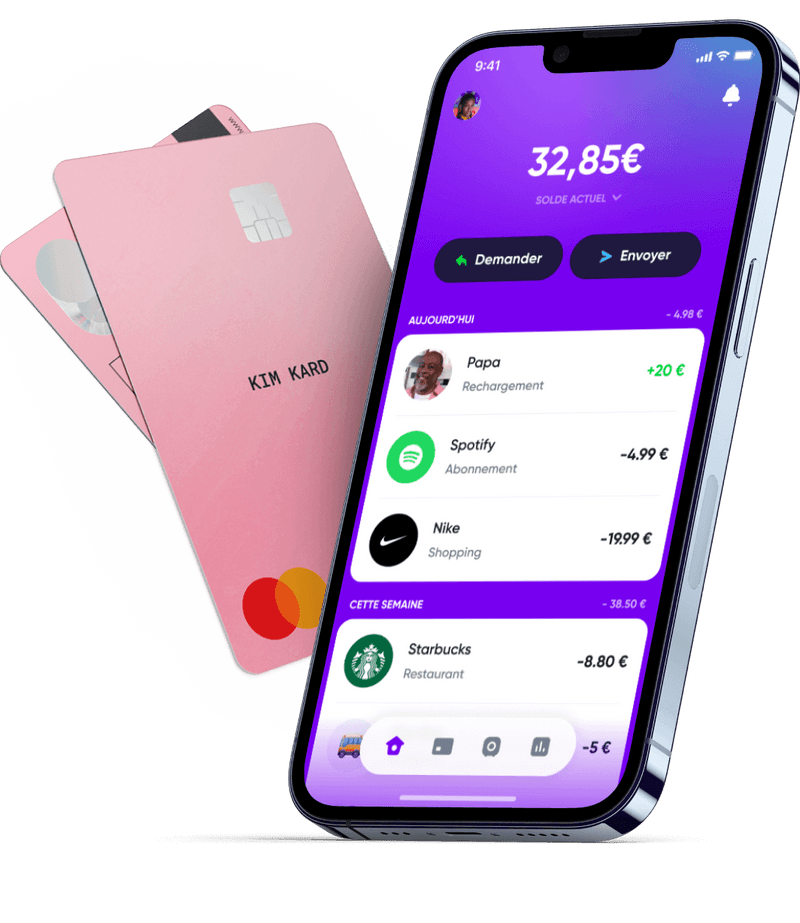 9:41
32,85€
SOLDE ACTUEL
Demander
Envoyer
AUJOURD'HUI
- 4.98 €
Papa
+20 €
Rechargement
Spotify
-4.99 €
Abonnement
Nike
-19.99 €
Shopping
CETTE SEMAINE
- 38.50 €
Starbucks
-8.80 €
Restaurant
-5 €
KIM KARD